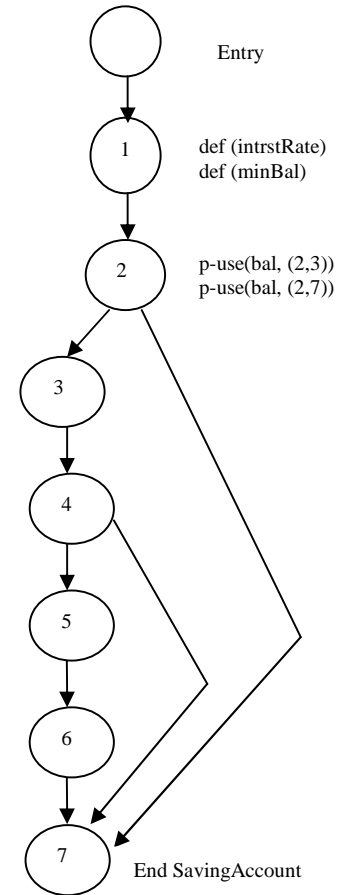 Entry
1
def (intrstRate)
def (minBal)
2
p-use(bal, (2,3))
p-use(bal, (2,7))
3
4
5
6
7
End SavingAccount